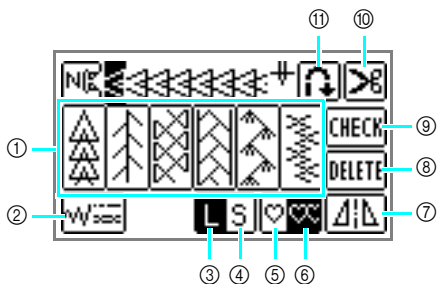 ⑪ ⑩
N
① CHECK ⑨
DELETE ⑧
② L S ⑦
③ ④ ⑤ ⑥